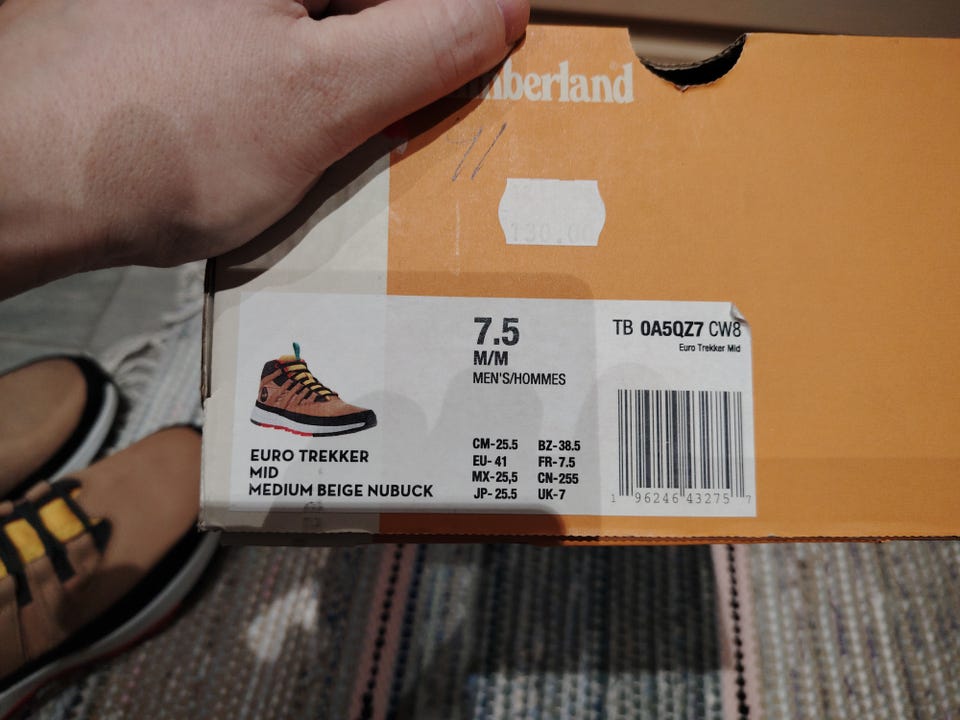 mberland
41
130.00
7.5
M/M
MEN'S/HOMMES
TB 0A5QZ7 CW8
Euro Trekker Mid
EURO TREKKER
MID
MEDIUM BEIGE NUBUCK
CM-25.5 BZ-38.5
EU- 41 FR-7.5
MX-25,5 CN-255
JP- 25.5 UK-7
1 96246 43275 7